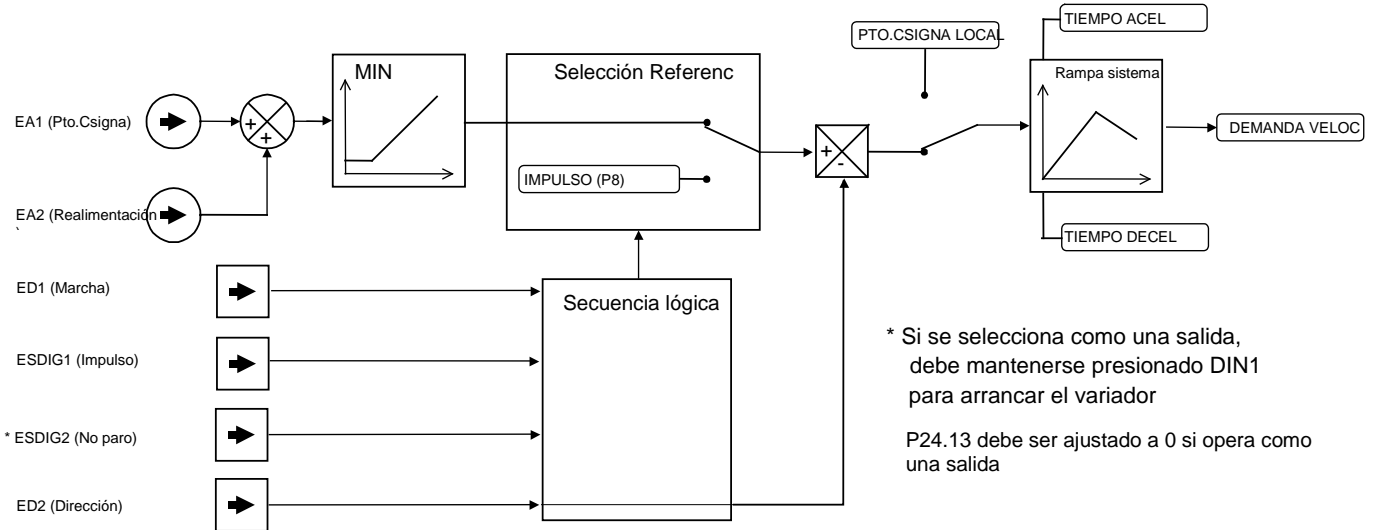 TIEMPO ACEL
PTO.CSIGNA LOCAL
MIN
Selección Referenc
Rampa sistema
EA1 (Pto.Csigna)
+
+
+
-
DEMANDA VELOC
IMPULSO (P8)
EA2 (Realimentación
TIEMPO DECEL
ED1 (Marcha)
Secuencia lógica
ESDIG1 (Impulso)
* ESDIG2 (No paro)
ED2 (Dirección)
* Si se selecciona como una salida,
debe mantenerse presionado DIN1
para arrancar el variador
P24.13 debe ser ajustado a 0 si opera como
una salida